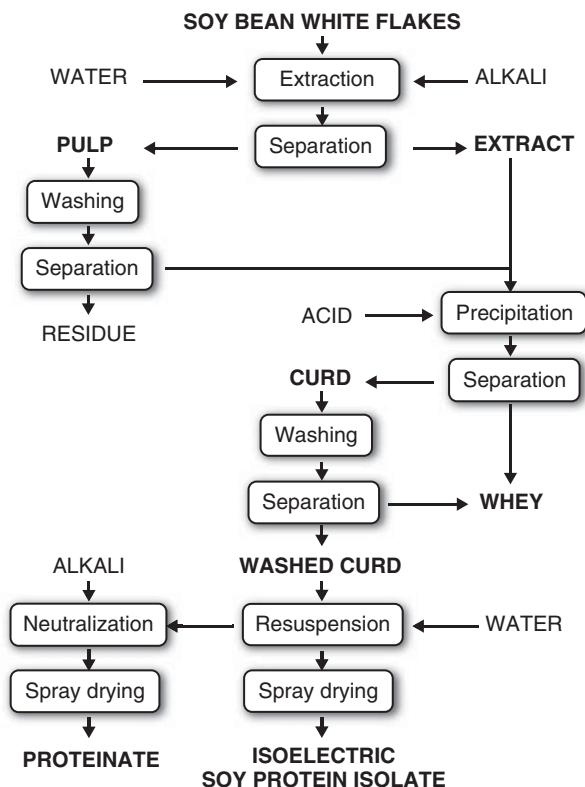 SOY BEAN WHITE FLAKES
WATER
Extraction
ALKALI
PULP
Separation
EXTRACT
Washing
Separation
RESIDUE
ACID
Precipitation
CURD
Separation
Washing
Separation
WHEY
ALKALI
WASHED CURD
Neutralization
Resuspension
WATER
Spray drying
Spray drying
PROTEINATE
ISOELECTRIC
SOY PROTEIN ISOLATE